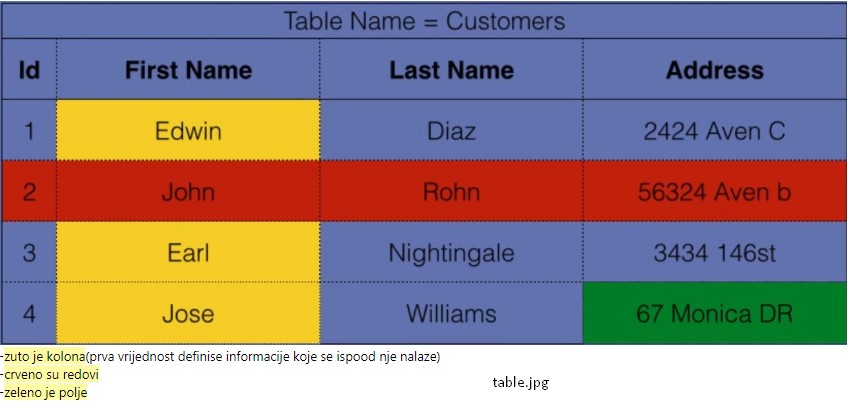 Table Name = Customers
Id First Name Last Name Address
1 Edwin Diaz 2424 Aven C
2 John Rohn 56324 Aven b
3 Earl Nightingale 3434 146st
4 Jose Williams 67 Monica DR
-zuto je kolona(prva vrijednost definise informacije koje se ispood nje nalaze)
-crveno su redovi
-zeleno je polje
table.jpg